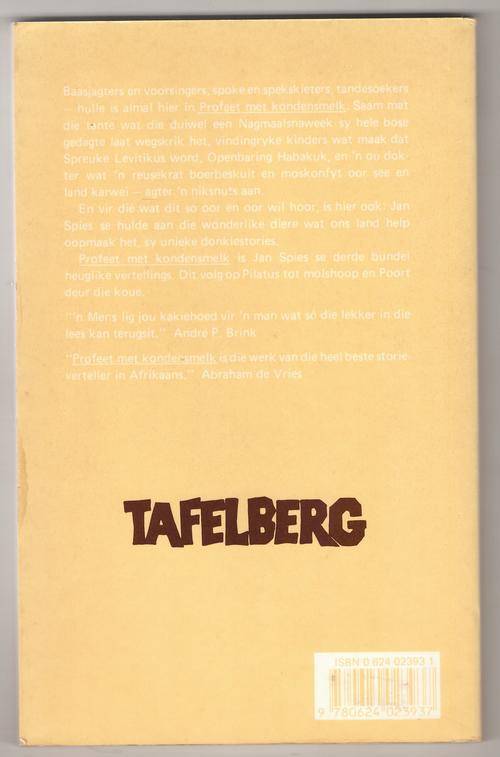 Baasjagters en voorsingers, spoke en spekskieters, tandesoekers
— hulle is almal hier in Profeet met kondensmelk. Saam met
die tante wat die duiwel een Nagmaalsnaweek sy hele bose
gedagte laat wegskrik het, vindingryke kinders wat maak dat
Spreuke Levitikus word, Openbaring Habakuk, en 'n ou dok-
ter wat 'n reusekrat boerbeskuit en moskonfyt oor see en
land karwei — agter 'n niksnuts aan.
En vir die wat dit so oor en oor wil hoor, is hier ook: Jan
Spies se hulde aan die wonderlike diere wat ons land help
oopmaak het, sy unieke donkiestories.
Profeet met kondensmelk is Jan Spies se derde bundel
heuglike vertellings. Dit volg op Pilatus tot molshoop en Poort
deur die koue.
"'n Mens lig jou kakiehoed vir 'n man wat só die lekker in die
lees kan terugsit." André P. Brink
"Profeet met kondensmelk is die werk van die heel beste storie-
verteller in Afrikaans." Abraham de Vries
TAFELBERG
ISBN 0 624 02393 1
9 780624 023937